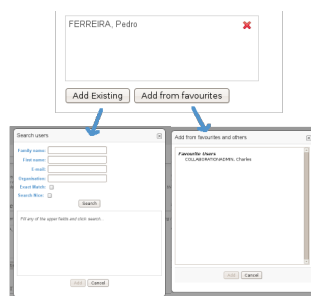 FERREIRA, Pedro
Add Existing
Add from favourites
Search users
Family name:
First name:
E-mail:
Organisation:
Exact Match:
Search Nice:
Search
Fill any of the upper fields and click search...
Add
Cancel
Add from favourites and others
Favourite Users
COLLABORATIONADMIN, Charles
Add
Cancel